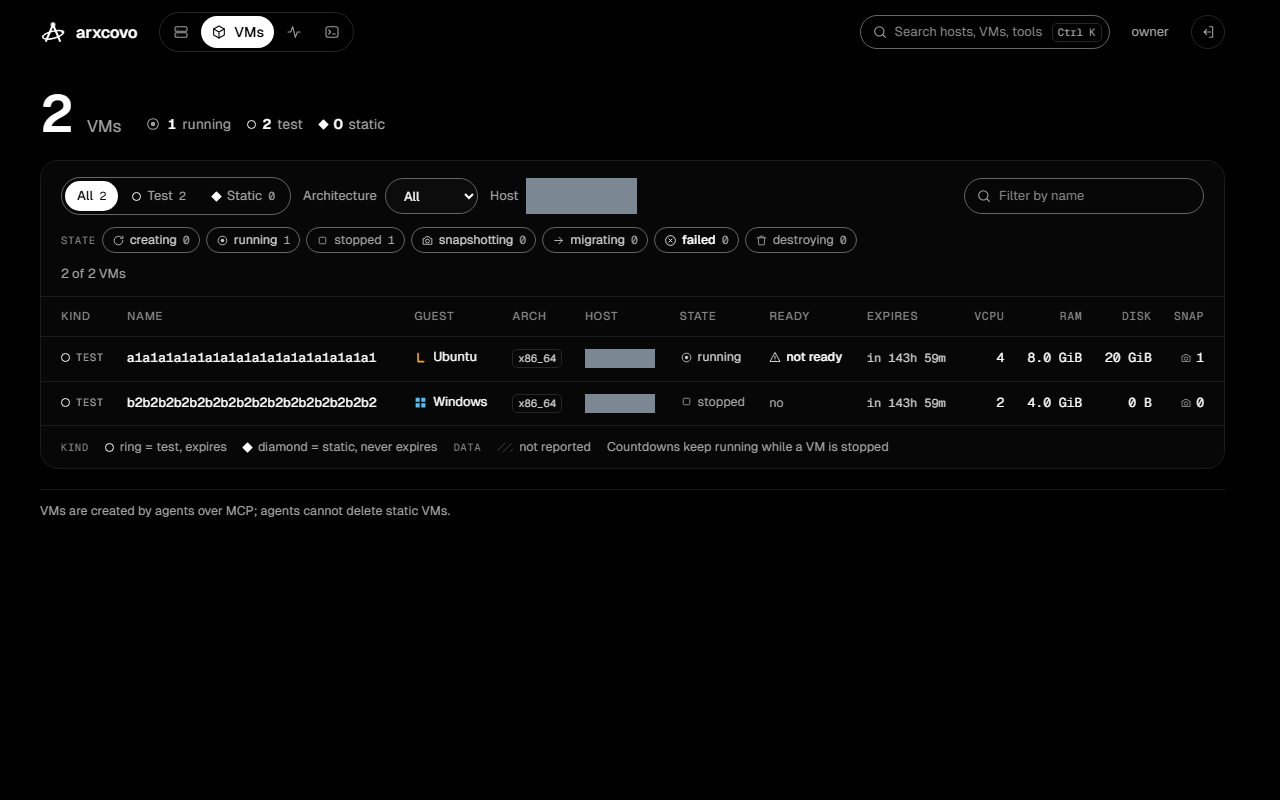 arxcovo VMs Search hosts, VMs, tools Ctrl K owner
2 VMs 1 running 2 test 0 static
All 2 Test 2 Static 0 Architecture All Host Filter by name
STATE creating 0 running 1 stopped 1 snapshotting 0 migrating 0 failed 0 destroying 0
2 of 2 VMs
KIND NAME GUEST ARCH HOST STATE READY EXPIRES VCPU RAM DISK SNAP
TEST a1a1a1a1a1a1a1a1a1a1a1a1a1a1a1a1 L Ubuntu x86_64 running not ready in 143h 59m 4 8.0 GiB 20 GiB 1
TEST b2b2b2b2b2b2b2b2b2b2b2b2b2b2b2b2 Windows x86_64 stopped no in 143h 59m 2 4.0 GiB 0 B 0
KIND ring = test, expires diamond = static, never expires DATA not reported Countdowns keep running while a VM is stopped
VMs are created by agents over MCP; agents cannot delete static VMs.